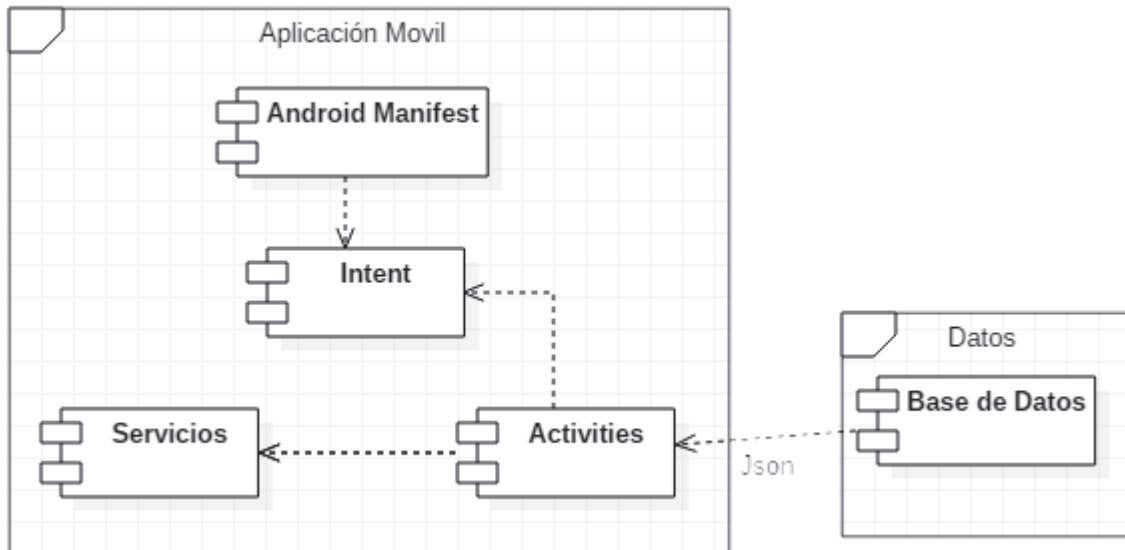 Aplicación Movil
Android Manifest
Intent
Servicios
Activities
Json
Datos
Base de Datos